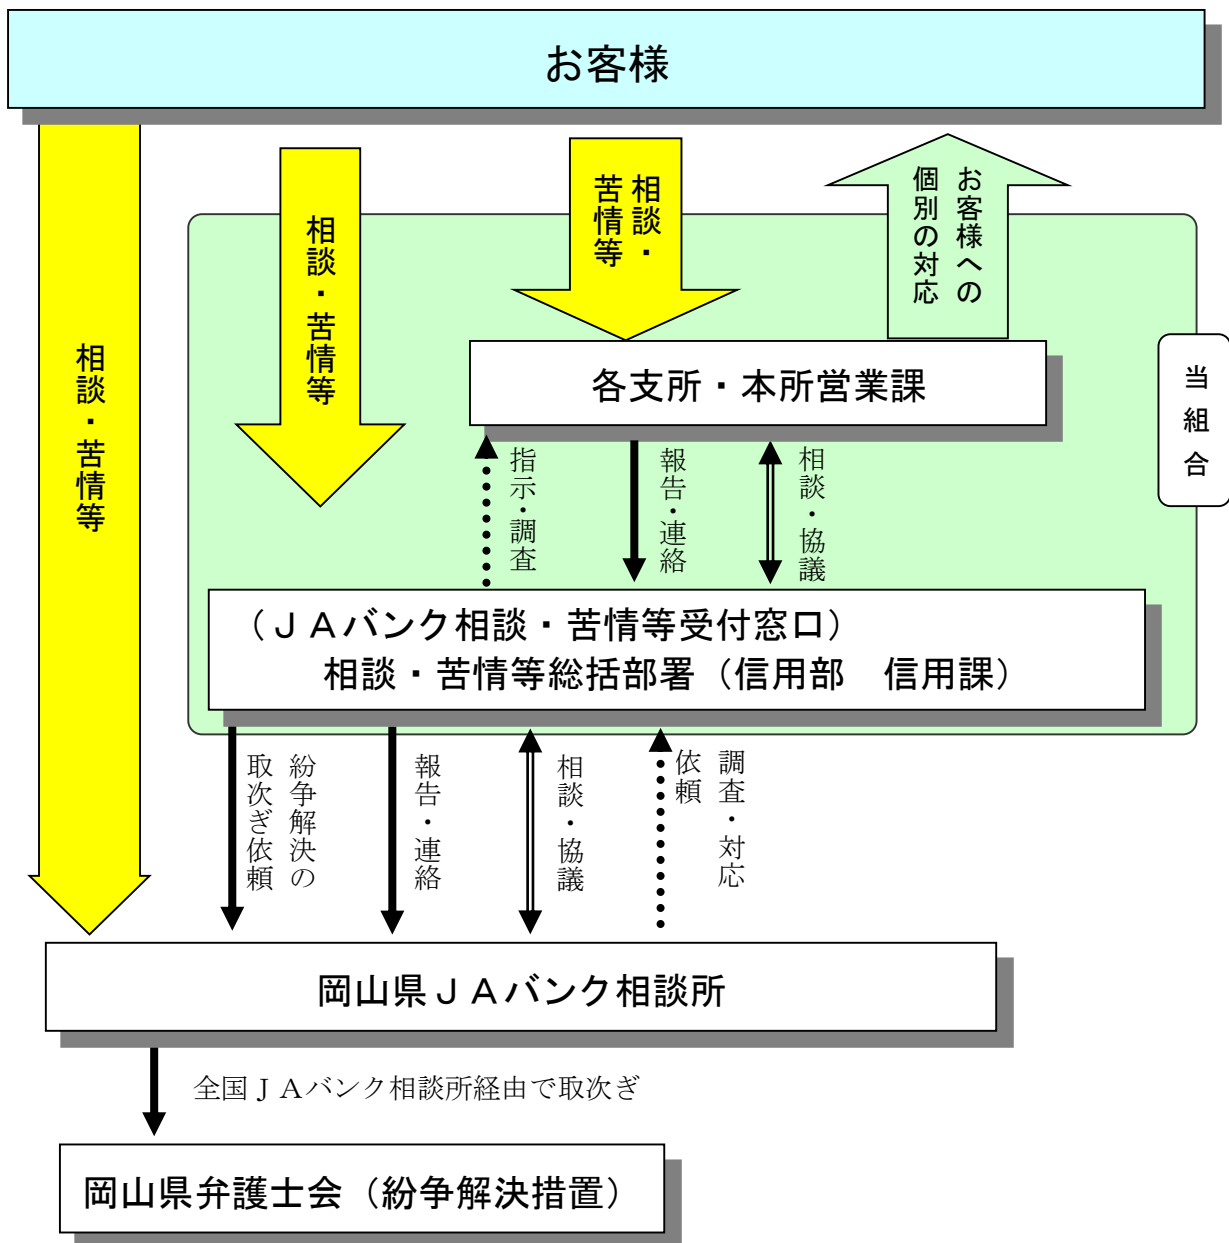 お客様
相談・苦情等
相談・苦情等
相談・
苦情等
お客様への
個別の対応
当組合
各支所・本所営業課
指示・調査
報告・連絡
相談・協議
（ＪＡバンク相談・苦情等受付窓口）
相談・苦情等総括部署（信用部　信用課）
紛争解決の
取次ぎ依頼
報告・連絡
相談・協議
調査・対応
依頼
岡山県ＪＡバンク相談所
全国ＪＡバンク相談所経由で取次ぎ
岡山県弁護士会（紛争解決措置）